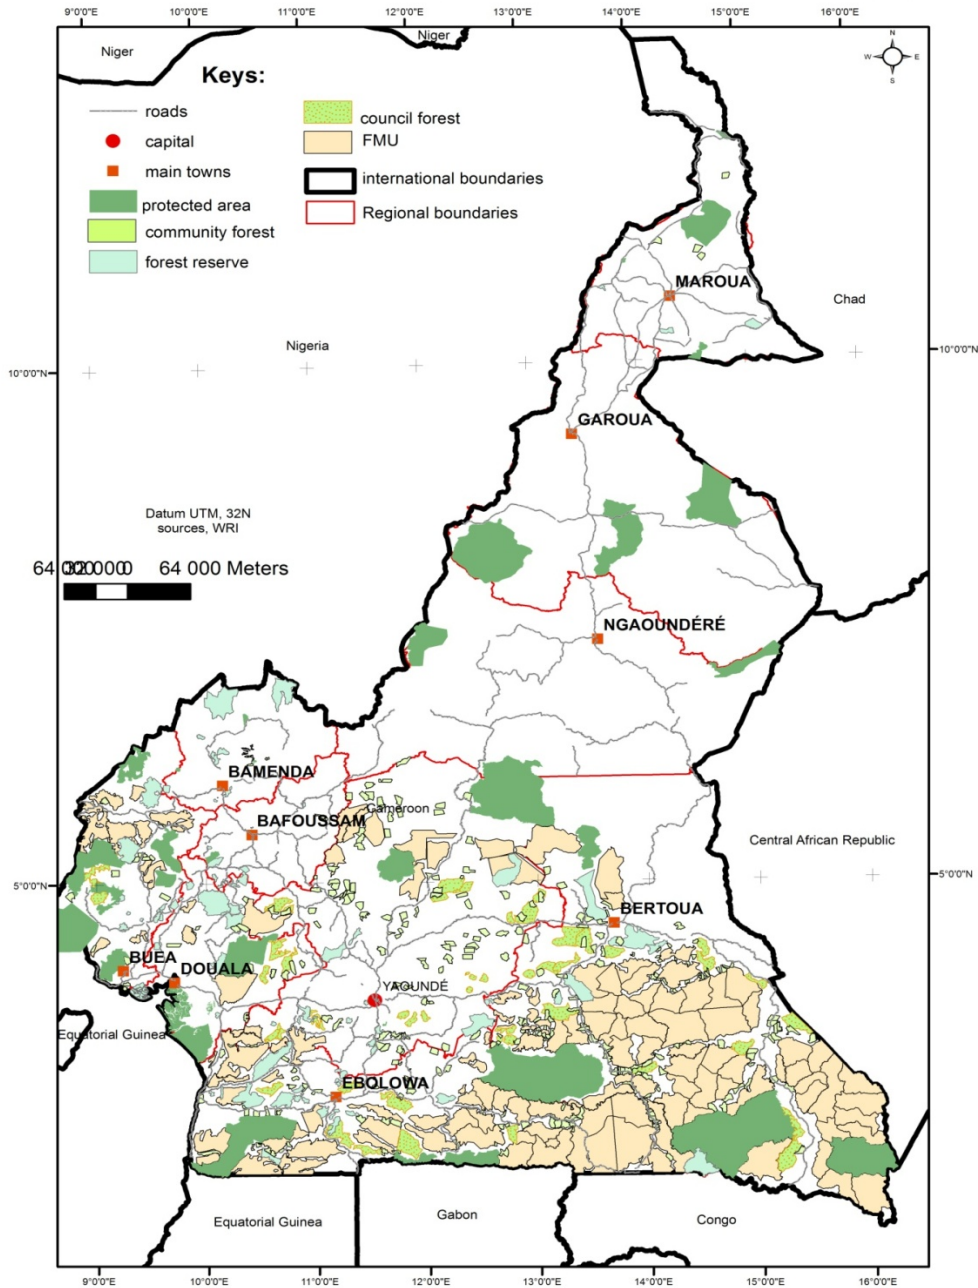 8°0'0"E 10°0'0"E 11°0'0"E 12°0'0"E 13°0'0"E 14°0'0"E 15°0'0"E 16°0'0"E
Niger
Niger
N
W E
S
Keys:
roads
capital
main towns
protected area
community forest
forest reserve
council forest
FMU
international boundaries
Regional boundaries
MAROUA
Chad
Nigeria
10°0'0"N
10°0'0"N
GAROUA
Datum UTM, 32N
sources, WRI
64 000 Meters
NGAOUNDÉRÉ
BAMENDA
Cameroon
BAFOUSSAM
Central African Republic
5°0'0"N
5°0'0"N
BERTOUA
BUEA
DOUALA
YAOUNDÉ
Equatorial Guinea
EBOLOWA
Equatorial Guinea
Gabon
Congo
9°0'0"E 10°0'0"E 11°0'0"E 12°0'0"E 13°0'0"E 14°0'0"E 15°0'0"E 16°0'0"E